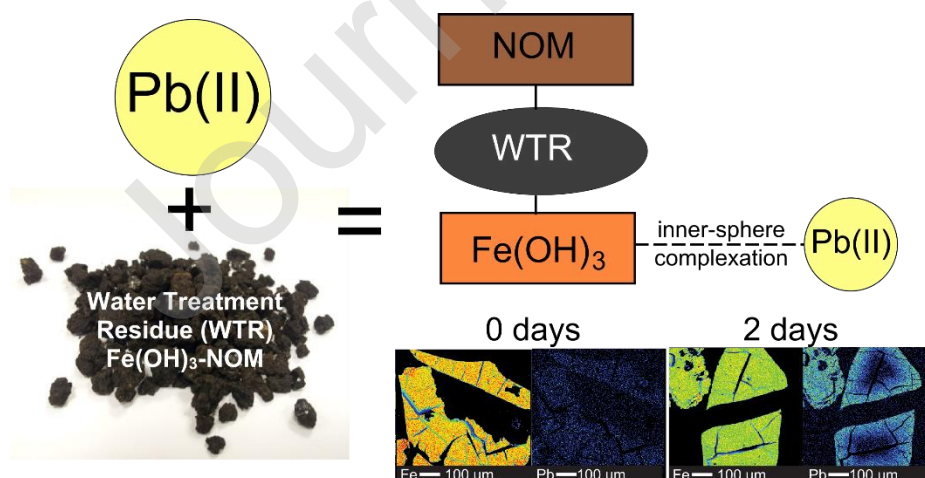 Pb(II)
+
Water Treatment
Residue (WTR)
Fe(OH)₃-NOM
=
NOM
WTR
Fe(OH)₃
inner-sphere
complexation
Pb(II)
0 days
2 days
Fe 100 um
Pb 100 um
Fe 100 um
Pb 100 um
Journ